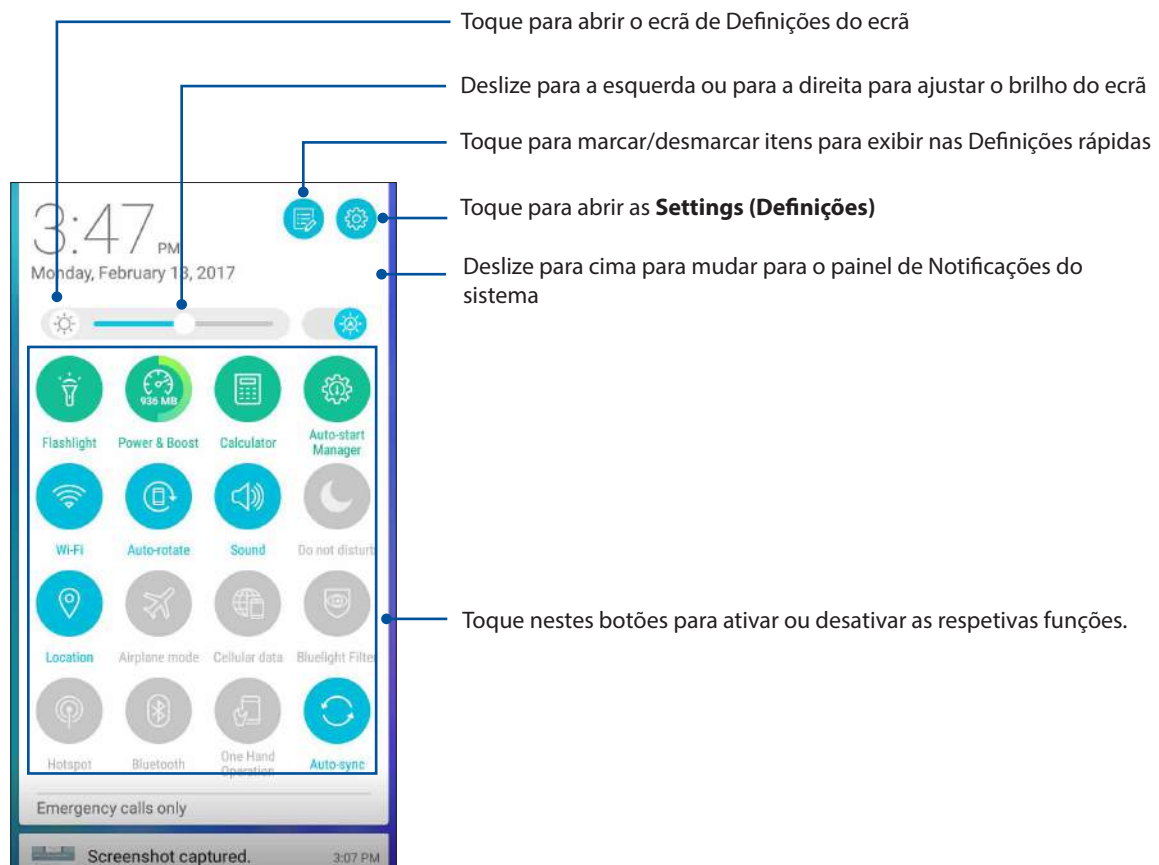 Toque para abrir o ecrã de Definições do ecrã
Deslize para a esquerda ou para a direita para ajustar o brilho do ecrã
Toque para marcar/desmarcar itens para exibir nas Definições rápidas
Toque para abrir as Settings (Definições)
Deslize para cima para mudar para o painel de Notificações do
sistema
3:47 PM
Monday, February 13, 2017
936 MB
Flashlight Power & Boost Calculator Auto-start
Manager
Wi-Fi Auto-rotate Sound Do not disturb
Toque nestes botões para ativar ou desativar as respetivas funções.
Location Airplane mode Cellular data Bluelight Filter
Hotspot Bluetooth One Hand
Operation Auto-sync
Emergency calls only
Screenshot captured. 3:07 PM